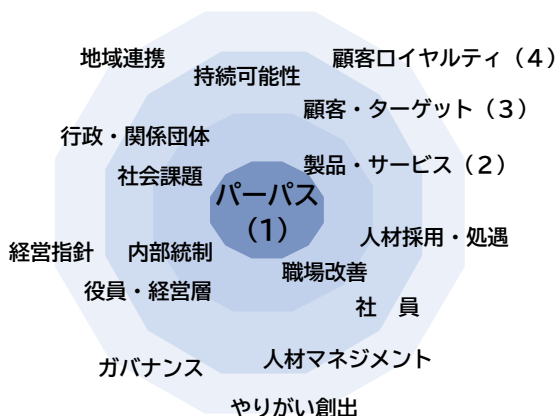 地域連携
顧客ロイヤルティ（４）
持続可能性
顧客・ターゲット（３）
行政・関係団体
製品・サービス（２）
社会課題
パーパス
（１）
人材採用・処遇
経営指針
内部統制
職場改善
役員・経営層
社　員
人材マネジメント
ガバナンス
やりがい創出